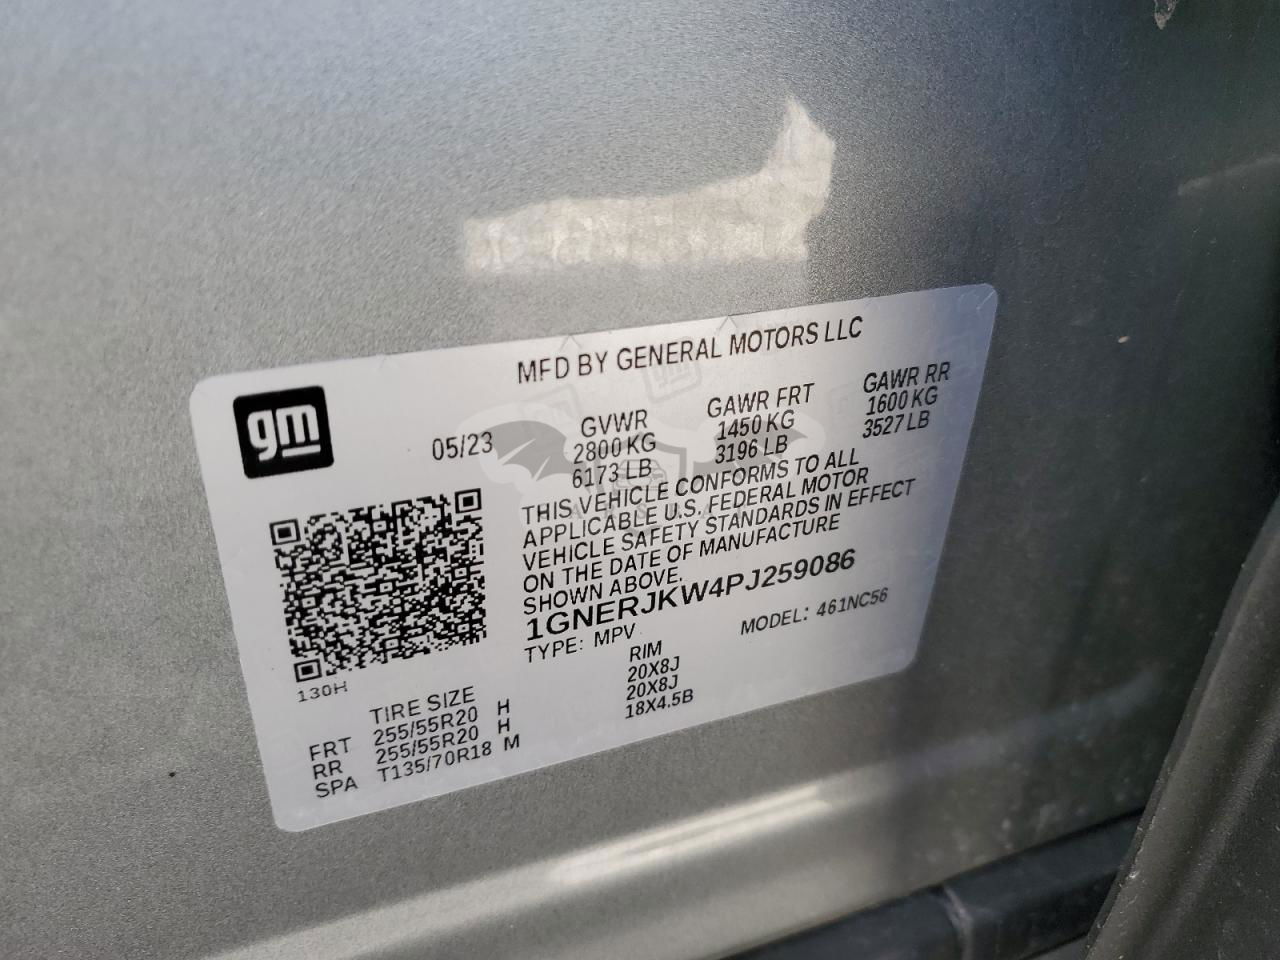 MFD BY GENERAL MOTORS LLC
gm
05/23
GVWR GAWR FRT GAWR RR
2800 KG 1450 KG 1600 KG
6173 LB 3196 LB 3527 LB
THIS VEHICLE CONFORMS TO ALL
APPLICABLE U.S. FEDERAL MOTOR
VEHICLE SAFETY STANDARDS IN EFFECT
ON THE DATE OF MANUFACTURE
SHOWN ABOVE.
1GNERJKW4PJ259086
TYPE: MPV MODEL: 461NC56
130H
TIRE SIZE RIM
FRT 255/55R20 H 20X8J
RR 255/55R20 H 20X8J
SPA T135/70R18 M 18X4.5B